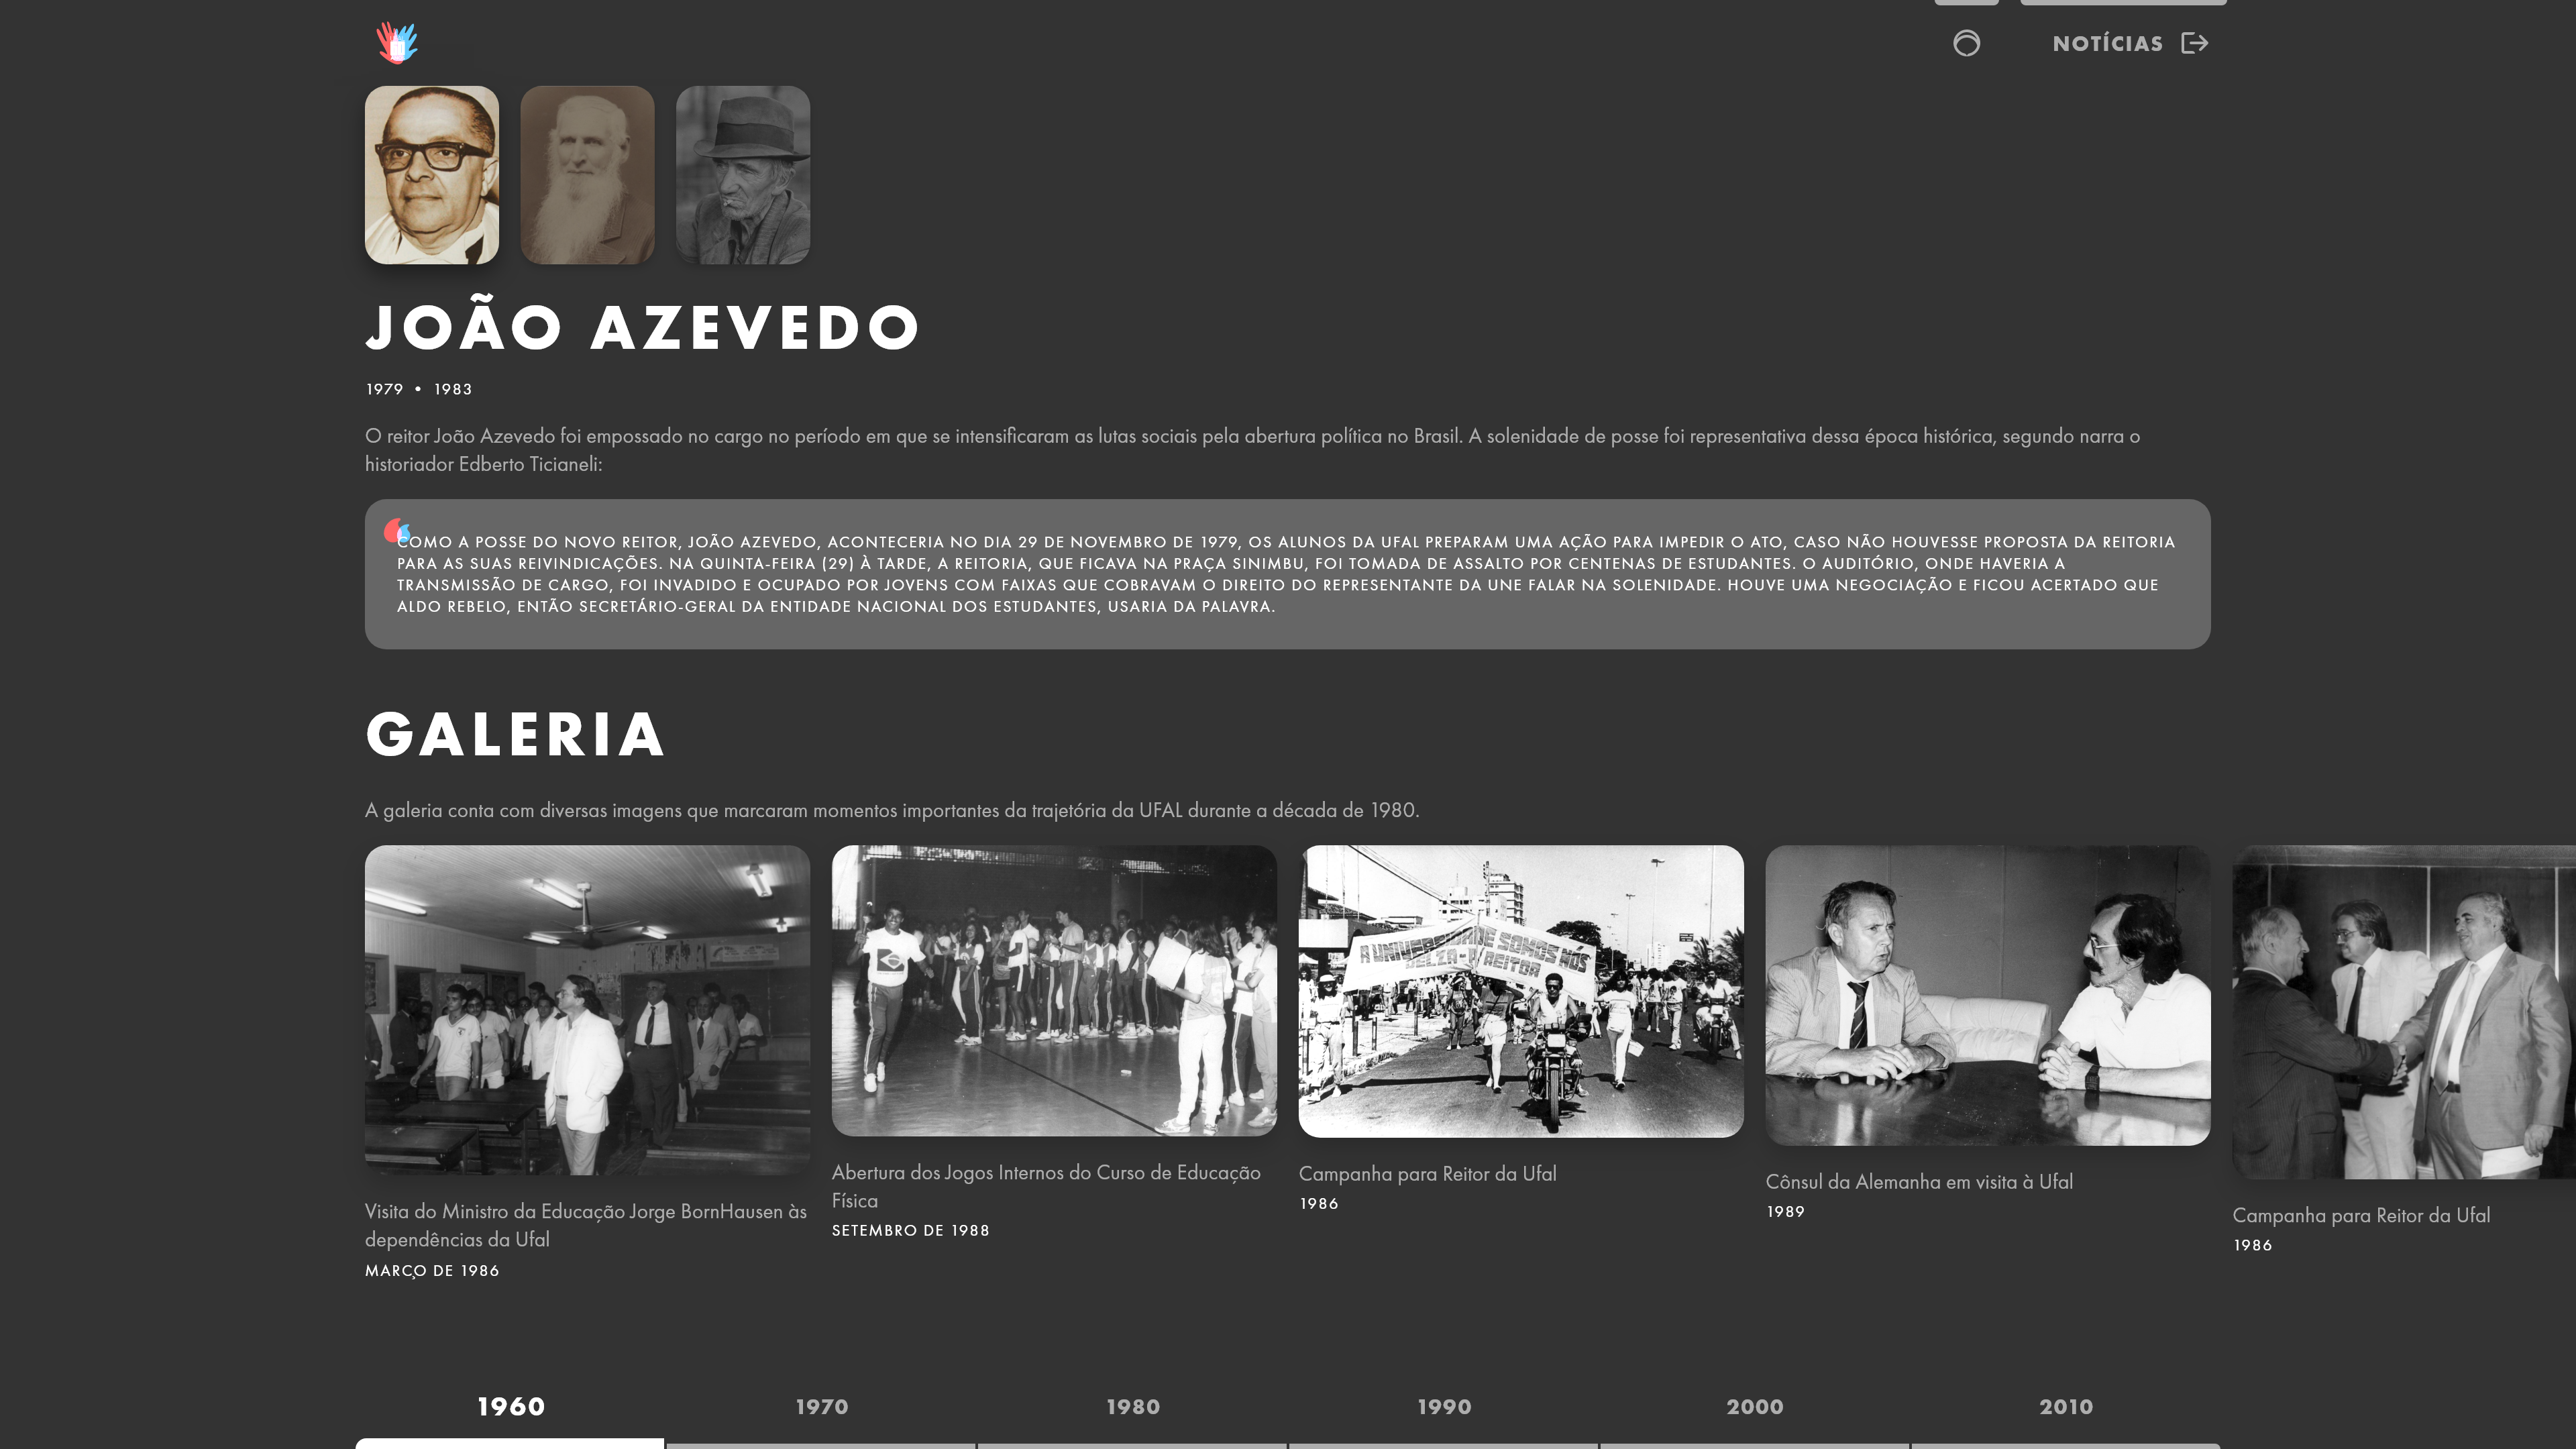 NOTÍCIAS
JOÃO AZEVEDO
1979 • 1983
O reitor João Azevedo foi empossado no cargo no período em que se intensificaram as lutas sociais pela abertura política no Brasil. A solenidade de posse foi representativa dessa época histórica, segundo narra o
historiador Edberto Ticianeli:
COMO A POSSE DO NOVO REITOR, JOÃO AZEVEDO, ACONTECERIA NO DIA 29 DE NOVEMBRO DE 1979, OS ALUNOS DA UFAL PREPARAM UMA AÇÃO PARA IMPEDIR O ATO, CASO NÃO HOUVESSE PROPOSTA DA REITORIA
PARA AS SUAS REIVINDICAÇÕES. NA QUINTA-FEIRA (29) À TARDE, A REITORIA, QUE FICAVA NA PRAÇA SINIMBU, FOI TOMADA DE ASSALTO POR CENTENAS DE ESTUDANTES. O AUDITÓRIO, ONDE HAVERIA A
TRANSMISSÃO DE CARGO, FOI INVADIDO E OCUPADO POR JOVENS COM FAIXAS QUE COBRAVAM O DIREITO DO REPRESENTANTE DA UNE FALAR NA SOLENIDADE. HOUVE UMA NEGOCIAÇÃO E FICOU ACERTADO QUE
ALDO REBELO, ENTÃO SECRETÁRIO-GERAL DA ENTIDADE NACIONAL DOS ESTUDANTES, USARIA DA PALAVRA.
GALERIA
A galeria conta com diversas imagens que marcaram momentos importantes da trajetória da UFAL durante a década de 1980.
A UNIVERSIDADE SOMOS NÓS
DELZA-P/ REITOR
Visita do Ministro da Educação Jorge BornHausen às
dependências da Ufal
MARÇO DE 1986
Abertura dos Jogos Internos do Curso de Educação
Física
SETEMBRO DE 1988
Campanha para Reitor da Ufal
1986
Cônsul da Alemanha em visita à Ufal
1989
Campanha para Reitor da Ufal
1986
1960
1970
1980
1990
2000
2010